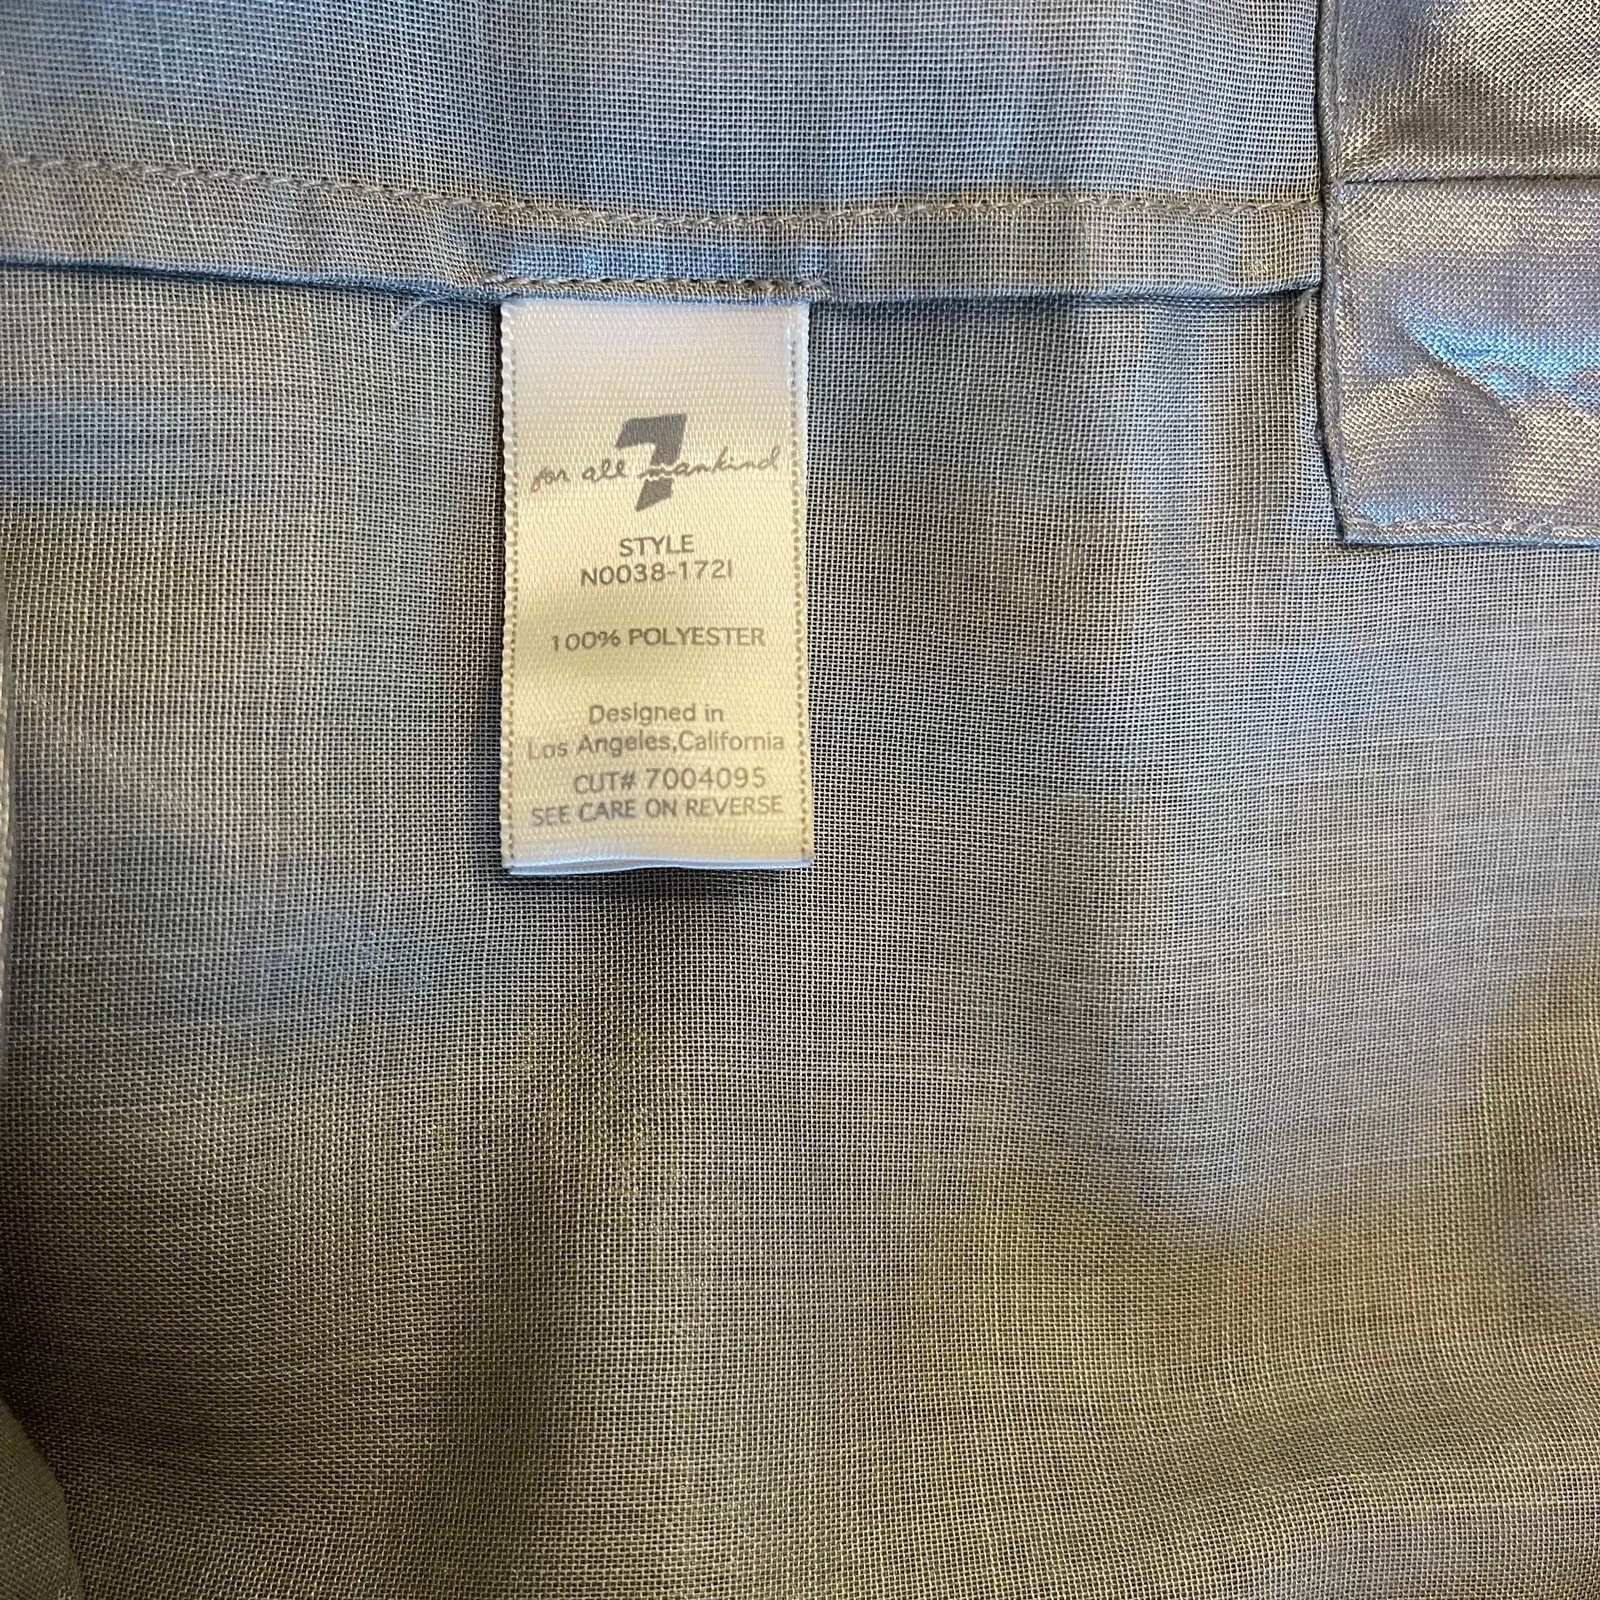 7
for all mankind
STYLE
N0038-172I
100% POLYESTER
Designed in
Los Angeles,California
CUT# 7004095
SEE CARE ON REVERSE